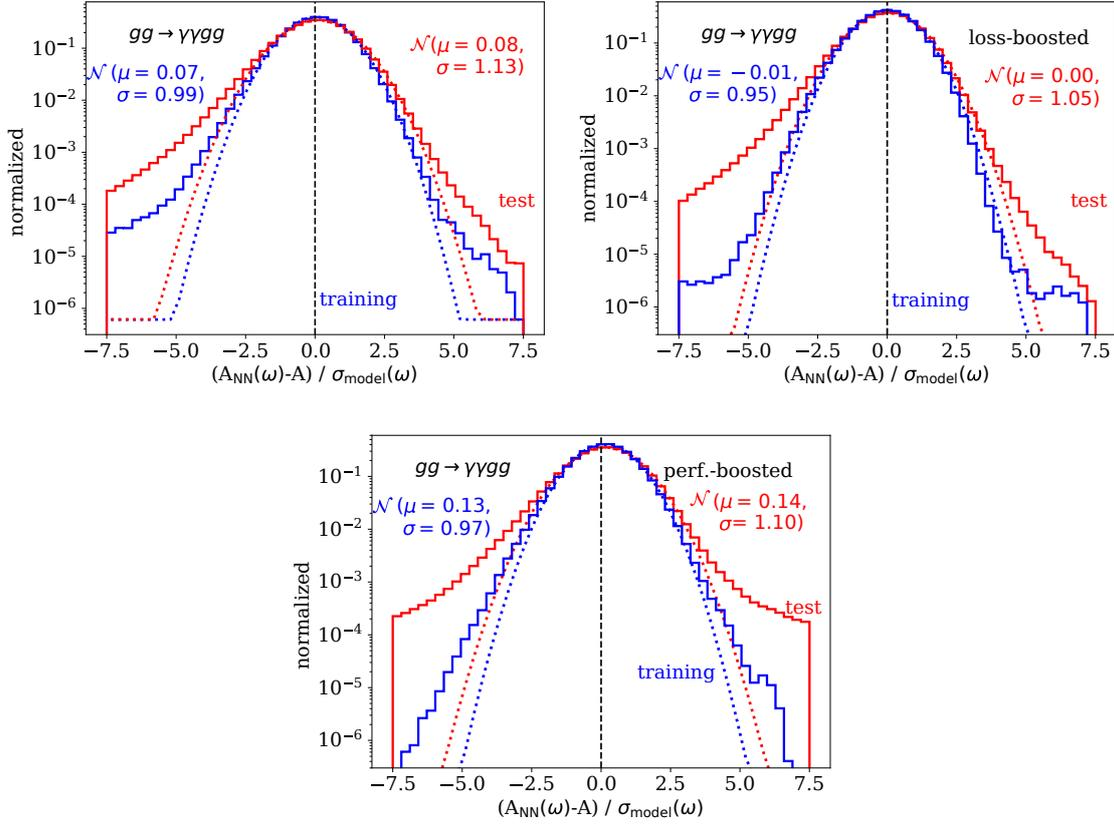 gg → γγgg
N(μ = 0.07,
σ = 0.99)
N(μ = 0.08,
σ = 1.13)
test
training
normalized
10⁻¹
10⁻²
10⁻³
10⁻⁴
10⁻⁵
10⁻⁶
−7.5 −5.0 −2.5 0.0 2.5 5.0 7.5
(A_NN(ω)-A) / σ_model(ω)
gg → γγgg
loss-boosted
N(μ = −0.01,
σ = 0.95)
N(μ = 0.00,
σ = 1.05)
test
training
normalized
10⁻¹
10⁻²
10⁻³
10⁻⁴
10⁻⁵
10⁻⁶
−7.5 −5.0 −2.5 0.0 2.5 5.0 7.5
(A_NN(ω)-A) / σ_model(ω)
gg → γγgg
perf.-boosted
N(μ = 0.13,
σ = 0.97)
N(μ = 0.14,
σ= 1.10)
test
training
normalized
10⁻¹
10⁻²
10⁻³
10⁻⁴
10⁻⁵
10⁻⁶
−7.5 −5.0 −2.5 0.0 2.5 5.0 7.5
(A_NN(ω)-A) / σ_model(ω)